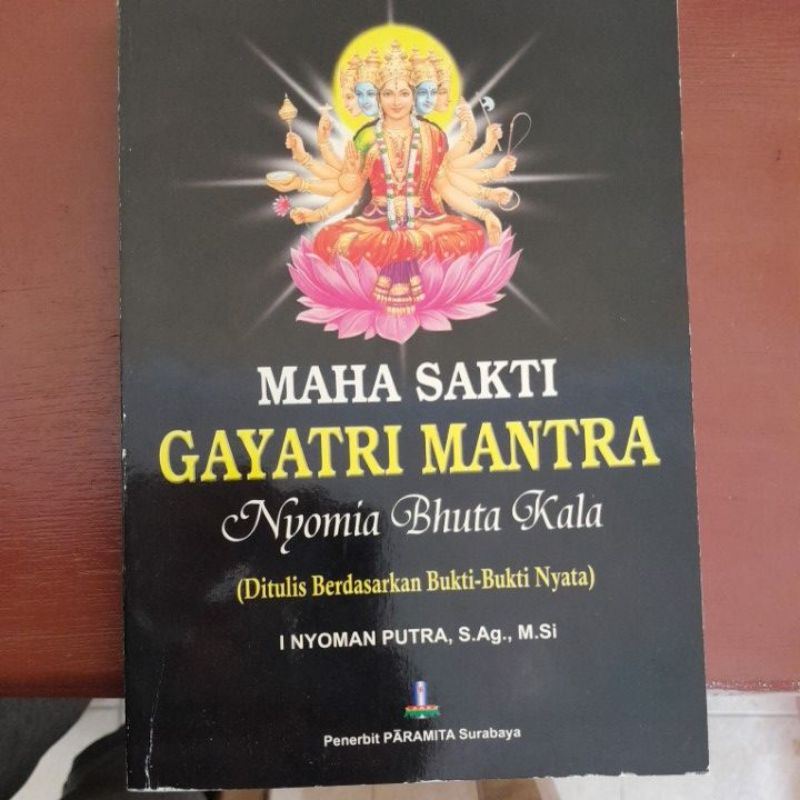 MAHA SAKTI
GAYATRI MANTRA
Nyomia Bhuta Kala
(Ditulis Berdasarkan Bukti-Bukti Nyata)
I NYOMAN PUTRA, S.Ag., M.Si
Penerbit PĀRAMITA Surabaya